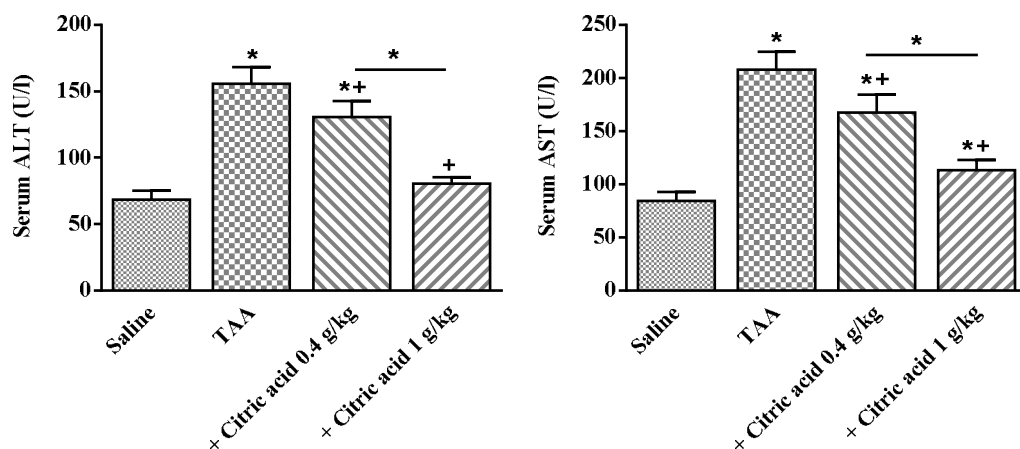 Serum ALT (U/l)
200
150
100
50
0
*
*+
*
+
Saline
TAA
+ Citric acid 0.4 g/kg
+ Citric acid 1 g/kg
Serum AST (U/l)
250
200
150
100
50
0
*
*+
*
*+
Saline
TAA
+ Citric acid 0.4 g/kg
+ Citric acid 1 g/kg